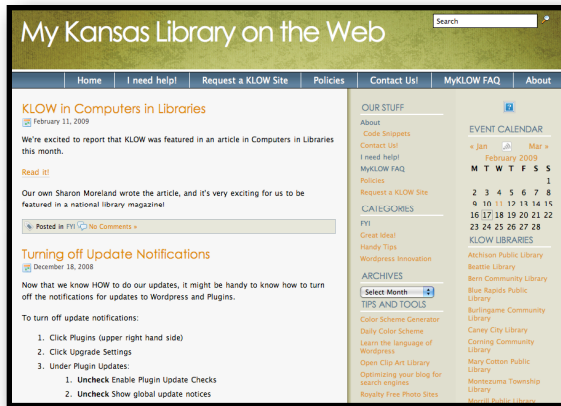 My Kansas Library on the Web
Search
Home I need help! Request a KLOW Site Policies Contact Us! MyKLOW FAQ About
KLOW in Computers in Libraries
February 11, 2009
We're excited to report that KLOW was featured in an article in Computers in Libraries
this month.
Read it!
Our own Sharon Moreland wrote the article, and it's very exciting for us to be
featured in a national library magazine!
Posted in FYI No Comments »
Turning off Update Notifications
December 18, 2008
Now that we know HOW to do our updates, it might be handy to know how to turn
off the notifications for updates to Wordpress and Plugins.
To turn off update notifications:
1. Click Plugins (upper right hand side)
2. Click Upgrade Settings
3. Under Plugin Updates:
1. Uncheck Enable Plugin Update Checks
2. Uncheck Show global update notices
OUR STUFF
About
Code Snippets
Contact Us!
I need help!
MyKLOW FAQ
Policies
Request a KLOW Site
CATEGORIES
FYI
Great Idea!
Handy Tips
Wordpress Innovation
ARCHIVES
Select Month
TIPS AND TOOLS
Color Scheme Generator
Daily Color Scheme
Learn the language of
Wordpress
Open Clip Art Library
Optimizing your blog for
search engines
Royalty Free Photo Sites
?
EVENT CALENDAR
« Jan Mar »
February 2009
M T W T F S S
1
2 3 4 5 6 7 8
9 10 11 12 13 14 15
16 17 18 19 20 21 22
23 24 25 26 27 28
KLOW LIBRARIES
Atchison Public Library
Beattie Library
Bern Community Library
Blue Rapids Public
Library
Burlingame Community
Library
Caney City Library
Corning Community
Library
Mary Cotton Public
Library
Montezuma Township
Library
Morrill Public Library